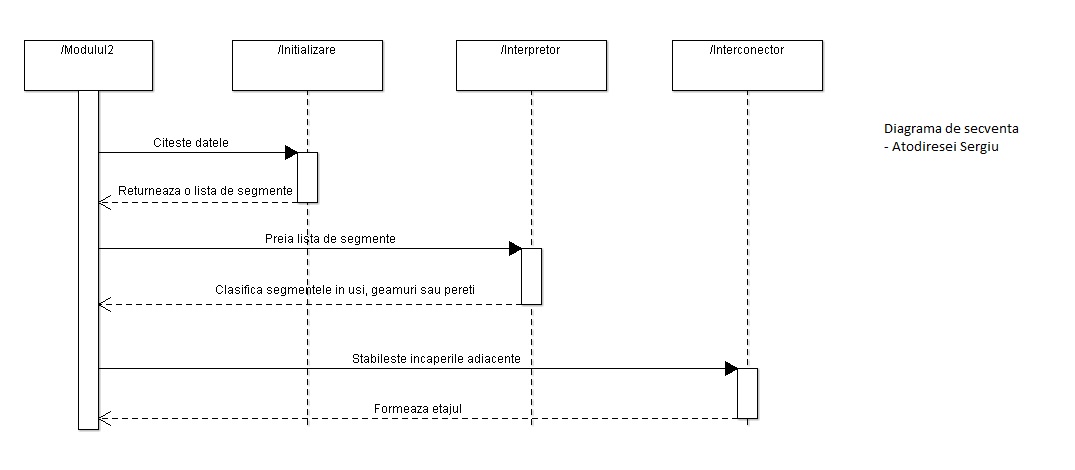 /Modulul2
/Initializare
/Interpretor
/Interconector
Diagrama de secventa
- Atodiresei Sergiu
Citeste datele
Returneaza o lista de segmente
Preia lista de segmente
Clasifica segmentele in usi, geamuri sau pereti
Stabileste incaperile adiacente
Formeaza etajul